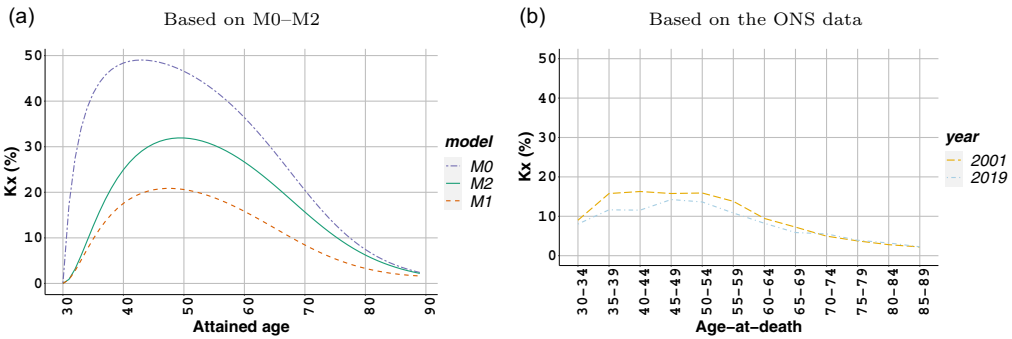 (a)
Based on M0–M2
50
40
30
20
10
0
Kx (%)
30
40
50
60
70
80
90
Attained age
model
M0
M2
M1
(b)
Based on the ONS data
50
40
30
20
10
0
Kx (%)
30−34
35−39
40−44
45−49
50−54
55−59
60−64
65−69
70−74
75−79
80−84
85−89
Age−at−death
year
2001
2019